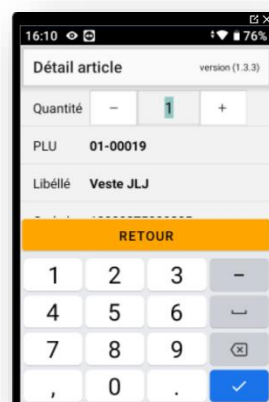 16:10 76%
Détail article version (1.3.3)
Quantité - 1 +
PLU 01-00019
Libéllé Veste JLJ
RETOUR
1 2 3 -
4 5 6
7 8 9
, 0 .